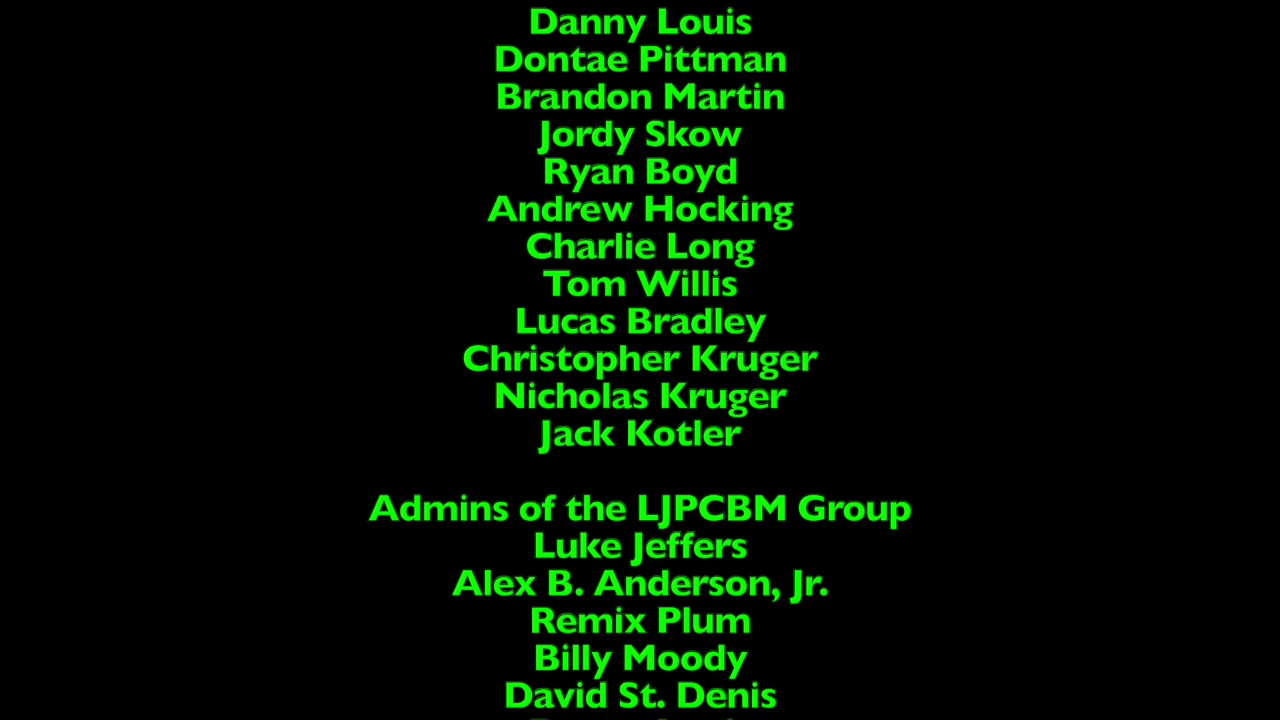 Danny Louis
Dontae Pittman
Brandon Martin
Jordy Skow
Ryan Boyd
Andrew Hocking
Charlie Long
Tom Willis
Lucas Bradley
Christopher Kruger
Nicholas Kruger
Jack Kotler
Admins of the LJPCBM Group
Luke Jeffers
Alex B. Anderson, Jr.
Remix Plum
Billy Moody
David St. Denis